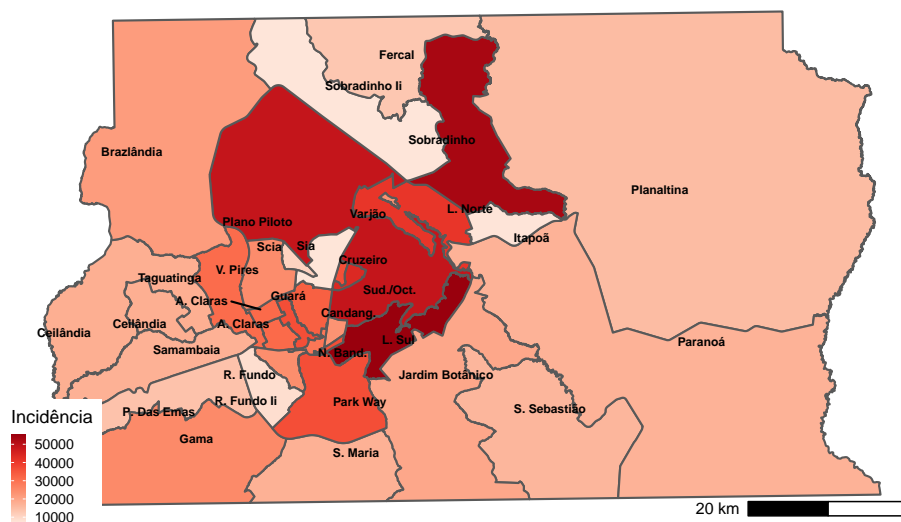 Fercal
Sobradinho Ii
Sobradinho
Brazlândia
Planaltina
L. Norte
Plano Piloto
Varjão
Itapoã
Scia
Sia
Cruzeiro
V. Pires
Taguatinga
Sud./Oct.
Guará
A. Claras
Candang.
Ceilândia
Ceilândia
A. Claras
L. Sul
Paranoá
Samambaia
N. Band.
R. Fundo
Jardim Botânico
R. Fundo Ii
Park Way
P. Das Emas
S. Sebastião
Gama
S. Maria
Incidência
50000
40000
30000
20000
10000
20 km